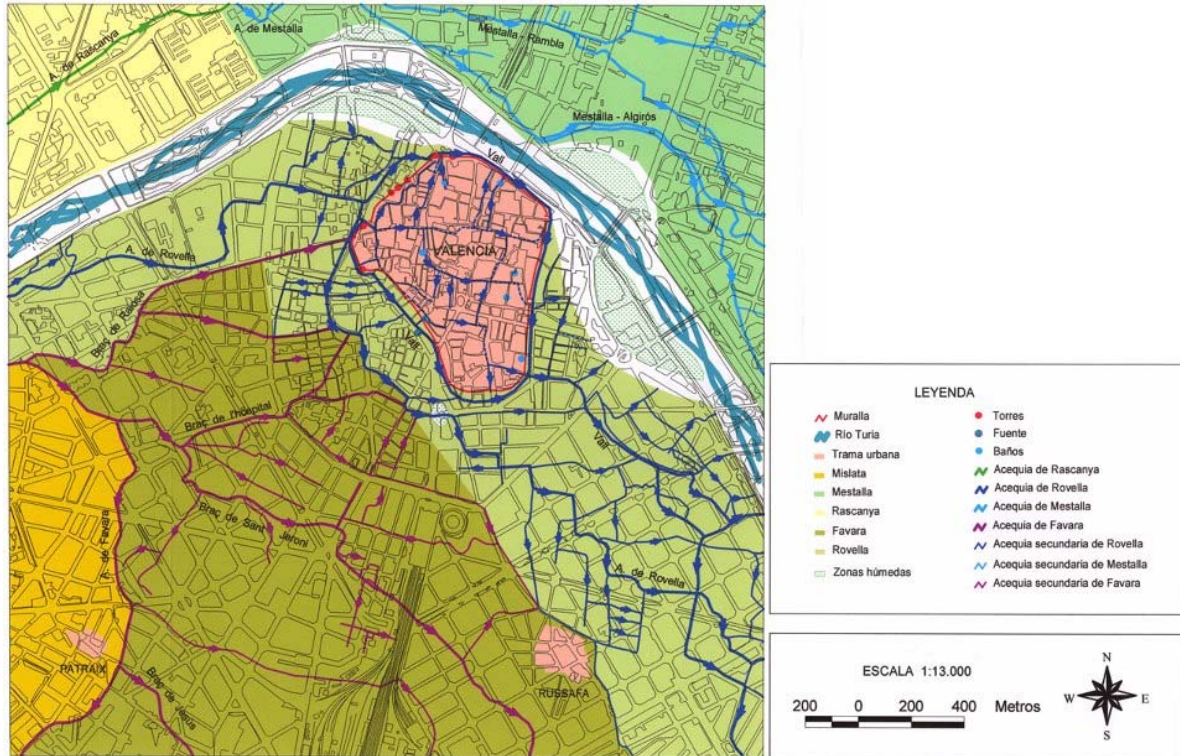 A. de Rascanya
A. de Mestalla
Mestalla - Rambla
Mestalla - Algirós
Vall
A. de Rovella
VALENCIA
Braç de Raïosa
Vall
Braç de l'hospital
Vall
Braç de Sant Jeroni
A. de Favara
A. de Rovella
PATRAIX
Braç de Jesús
RUSSAFA
LEYENDA
Muralla
Río Turia
Trama urbana
Mislata
Mestalla
Rascanya
Favara
Rovella
Zonas húmedas
Torres
Fuente
Baños
Acequia de Rascanya
Acequia de Rovella
Acequia de Mestalla
Acequia de Favara
Acequia secundaria de Rovella
Acequia secundaria de Mestalla
Acequia secundaria de Favara
ESCALA 1:13.000
200 0 200 400 Metros
N
W E
S